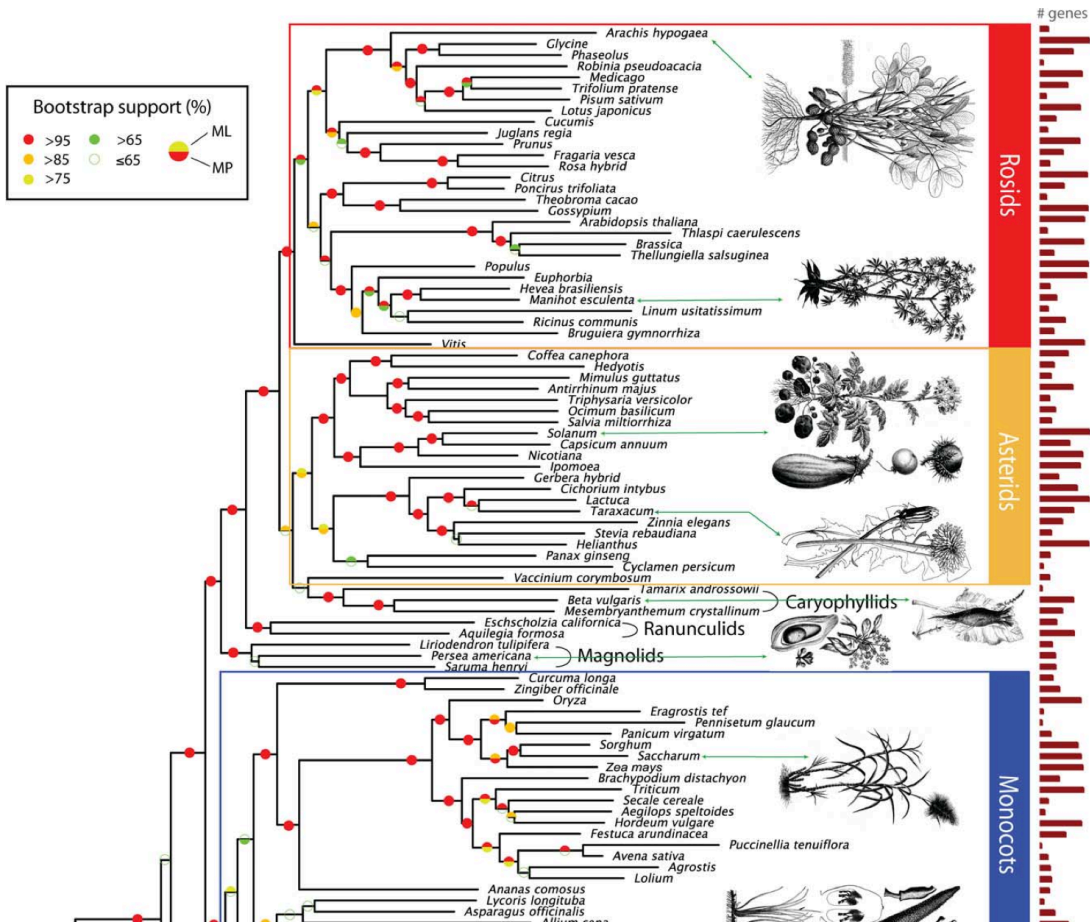 # genes
Bootstrap support (%)
>95
>65
ML
>85
≤65
MP
>75
Arachis hypogaea
Glycine
Phaseolus
Robinia pseudoacacia
Medicago
Trifolium pratense
Pisum sativum
Lotus japonicus
Cucumis
Juglans regia
Prunus
Fragaria vesca
Rosa hybrid
Citrus
Poncirus trifoliata
Theobroma cacao
Gossypium
Arabidopsis thaliana
Thlaspi caerulescens
Brassica
Thellungiella salsuginea
Populus
Euphorbia
Hevea brasiliensis
Manihot esculenta
Linum usitatissimum
Ricinus communis
Bruguiera gymnorrhiza
Vitis
Rosids
Coffea canephora
Hedyotis
Mimulus guttatus
Antirrhinum majus
Triphysaria versicolor
Ocimum basilicum
Salvia miltiorrhiza
Solanum
Capsicum annuum
Nicotiana
Ipomoea
Gerbera hybrid
Cichorium intybus
Lactuca
Taraxacum
Zinnia elegans
Stevia rebaudiana
Helianthus
Panax ginseng
Cyclamen persicum
Vaccinium corymbosum
Asterids
Tamarix androssowii
Beta vulgaris
Mesembryanthemum crystallinum
Caryophyllids
Eschscholzia californica
Aquilegia formosa
Ranunculids
Liriodendron tulipifera
Persea americana
Saruma henryi
Magnolids
Curcuma longa
Zingiber officinale
Oryza
Eragrostis tef
Pennisetum glaucum
Panicum virgatum
Sorghum
Saccharum
Zea mays
Brachypodium distachyon
Triticum
Secale cereale
Aegilops speltoides
Hordeum vulgare
Festuca arundinacea
Puccinellia tenuiflora
Avena sativa
Agrostis
Lolium
Ananas comosus
Lycoris longituba
Asparagus officinalis
Allium cepa
Monocots